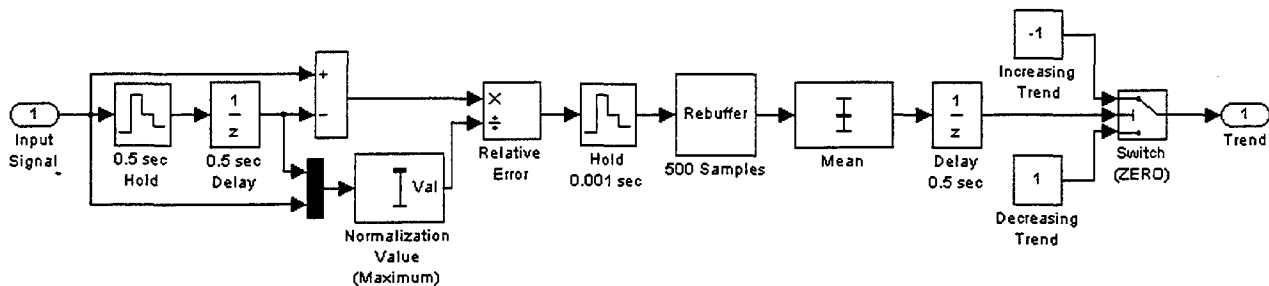 1
Input
Signal
0.5 sec
Hold
1
z
0.5 sec
Delay
+
−
Val
Normalization
Value
(Maximum)
×
÷
Relative
Error
Hold
0.001 sec
Rebuffer
500 Samples
Mean
1
z
Delay
0.5 sec
-1
Increasing
Trend
1
Decreasing
Trend
Switch
(ZERO)
1
Trend